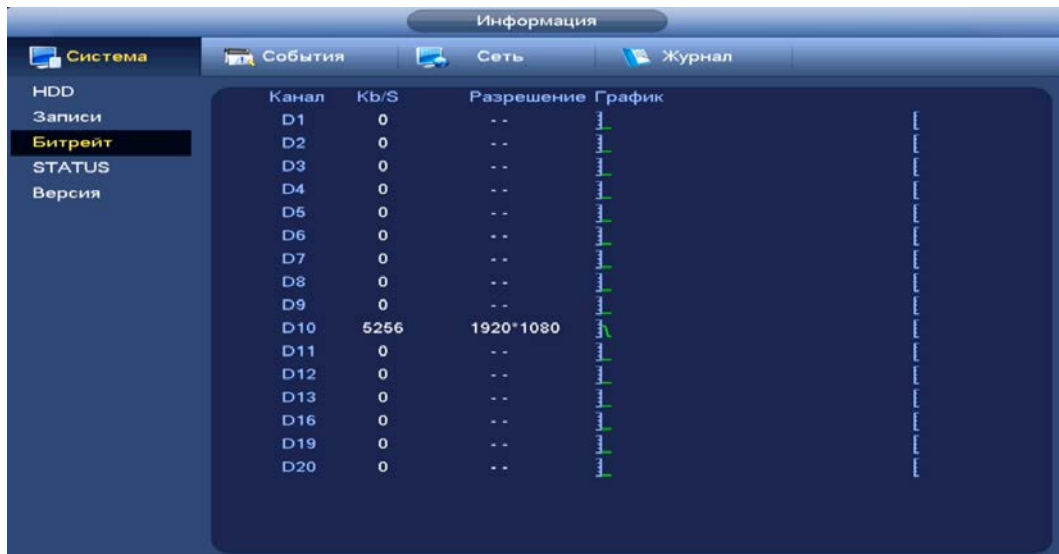 Информация
Система События Сеть Журнал
HDD
Записи
Битрейт
STATUS
Версия
Канал Kb/S Разрешение График
D1 0 - -
D2 0 - -
D3 0 - -
D4 0 - -
D5 0 - -
D6 0 - -
D7 0 - -
D8 0 - -
D9 0 - -
D10 5256 1920*1080
D11 0 - -
D12 0 - -
D13 0 - -
D16 0 - -
D19 0 - -
D20 0 - -